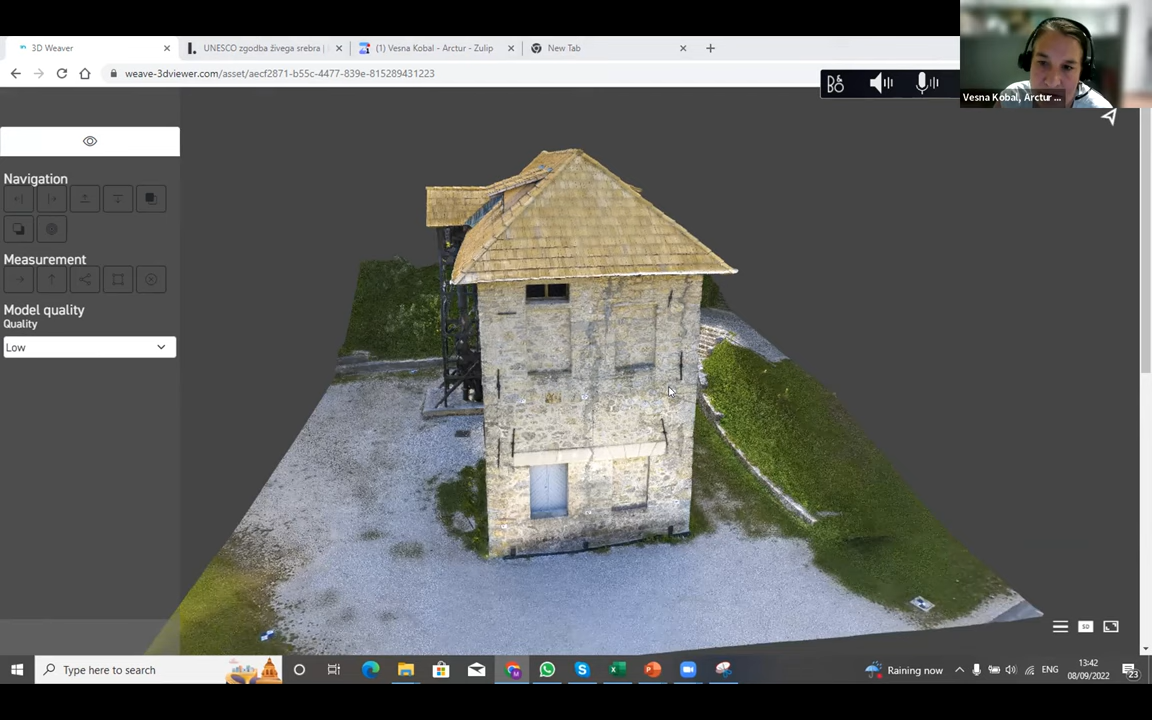 3D Weaver
UNESCO zgodba živega srebra |
(1) Vesna Kobal - Arctur - Zulip
New Tab
weave-3dviewer.com/asset/aecf2871-b55c-4477-839e-815289431223
Vesna Kobal, Arctur ...
Navigation
Measurement
Model quality
Quality
Low
SD
Type here to search
Raining now
ENG
13:42
08/09/2022
23